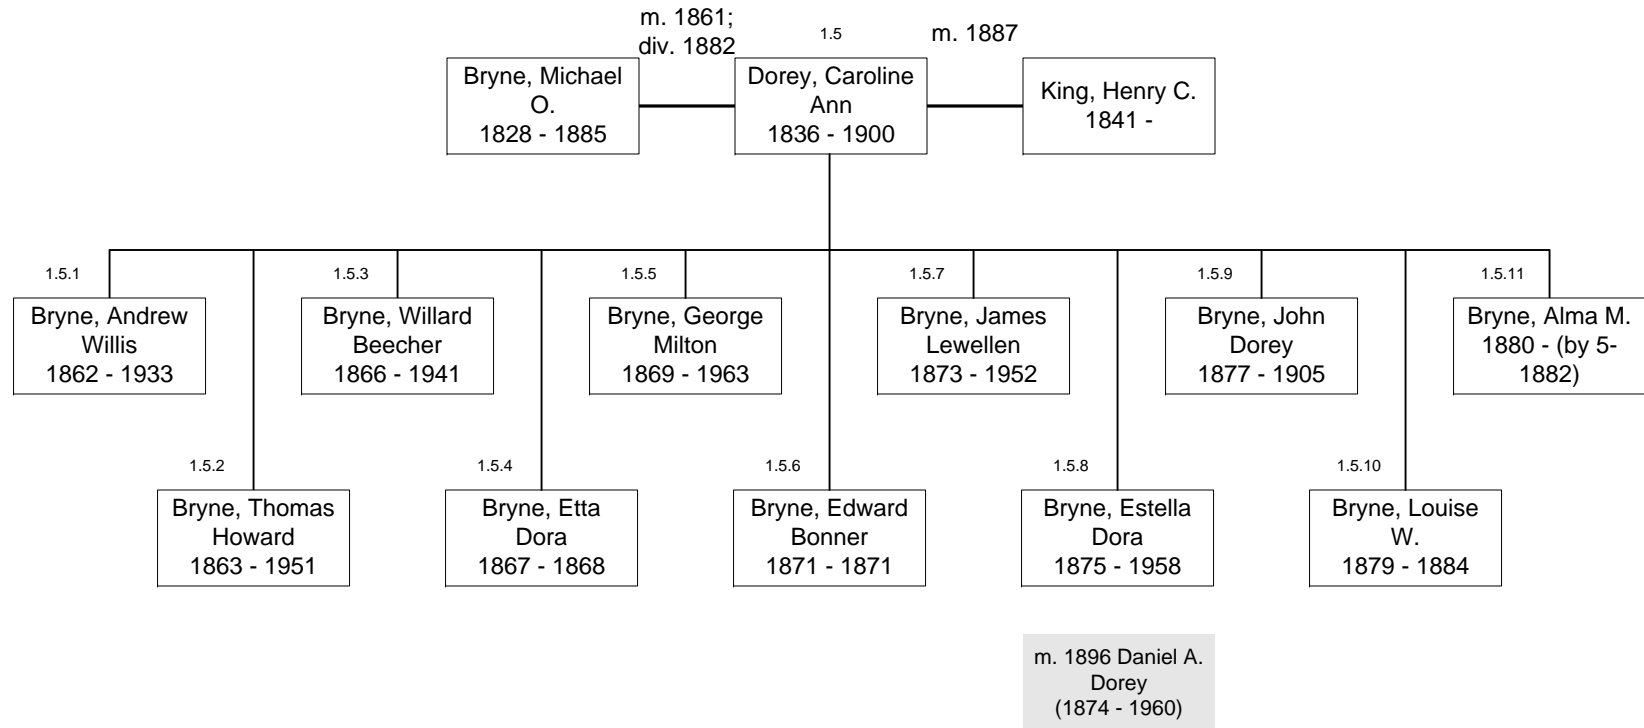 m. 1861;
div. 1882
1.5
m. 1887
Bryne, Michael
O.
1828 - 1885
Dorey, Caroline
Ann
1836 - 1900
King, Henry C.
1841 -
1.5.1
Bryne, Andrew
Willis
1862 - 1933
1.5.3
Bryne, Willard
Beecher
1866 - 1941
1.5.5
Bryne, George
Milton
1869 - 1963
1.5.7
Bryne, James
Lewellen
1873 - 1952
1.5.9
Bryne, John
Dorey
1877 - 1905
1.5.11
Bryne, Alma M.
1880 - (by 5-
1882)
1.5.2
Bryne, Thomas
Howard
1863 - 1951
1.5.4
Bryne, Etta
Dora
1867 - 1868
1.5.6
Bryne, Edward
Bonner
1871 - 1871
1.5.8
Bryne, Estella
Dora
1875 - 1958
1.5.10
Bryne, Louise
W.
1879 - 1884
m. 1896 Daniel A.
Dorey
(1874 - 1960)